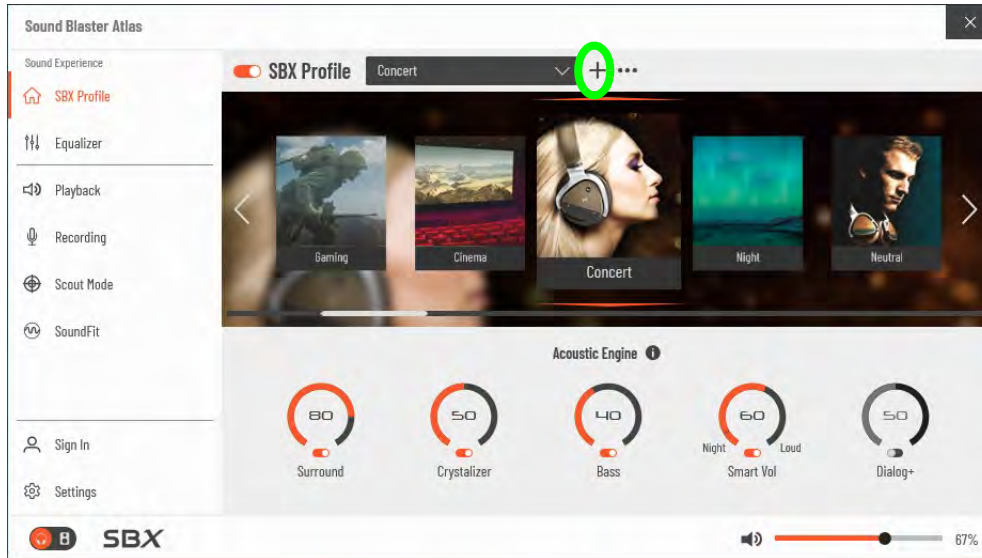 Sound Blaster Atlas
Sound Experience
SBX Profile
Equalizer
Playback
Recording
Scout Mode
SoundFit
Sign In
Settings
SBX Profile Concert
Gaming
Cinema
Concert
Night
Neutral
Acoustic Engine
80
50
40
60
50
Night Loud
Surround
Crystalizer
Bass
Smart Vol
Dialog+
SBX
67%